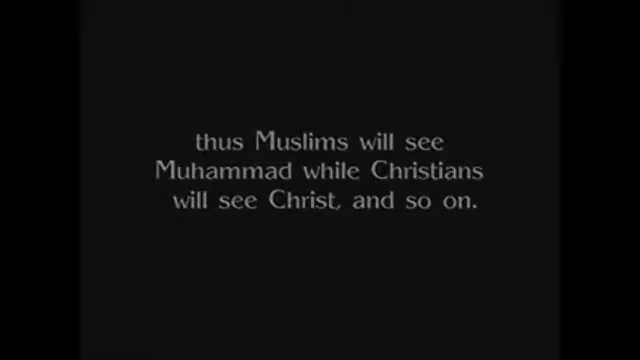 thus Muslims will see
Muhammad while Christians
will see Christ, and so on.